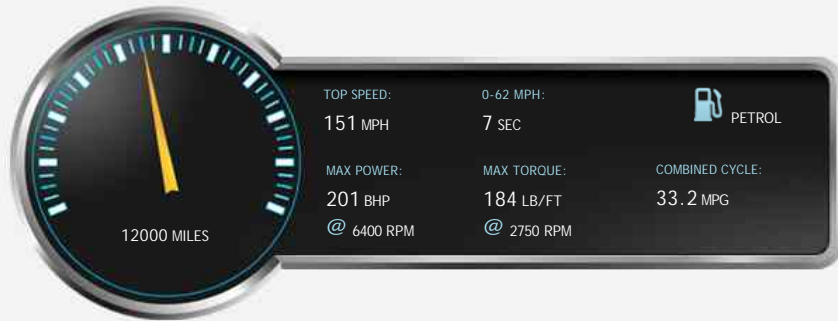 12000 MILES
TOP SPEED:
151 MPH
0-62 MPH:
7 SEC
PETROL
MAX POWER:
201 BHP
@ 6400 RPM
MAX TORQUE:
184 LB/FT
@ 2750 RPM
COMBINED CYCLE:
33.2 MPG